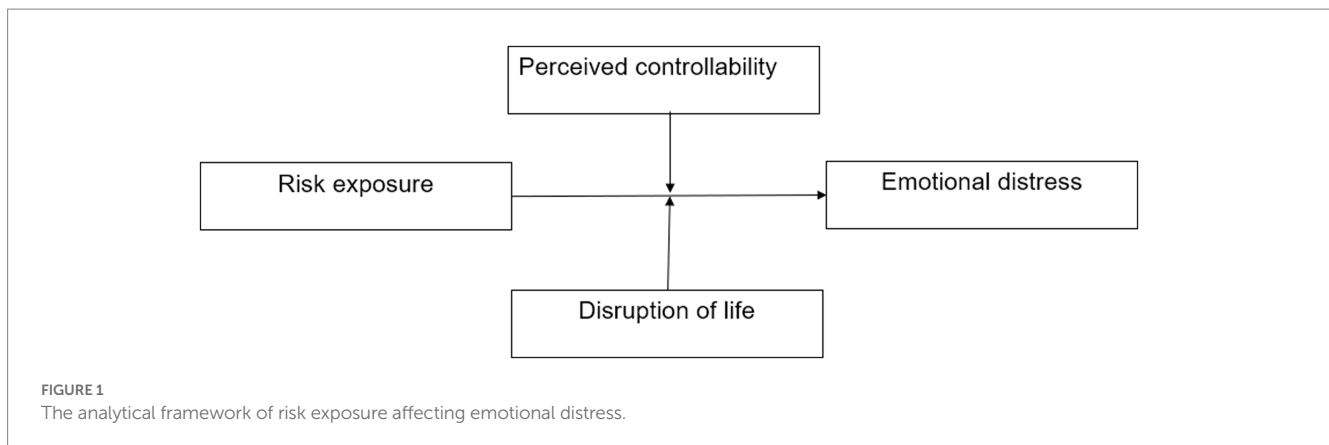 Perceived controllability
Risk exposure
Emotional distress
Disruption of life
FIGURE 1
The analytical framework of risk exposure affecting emotional distress.